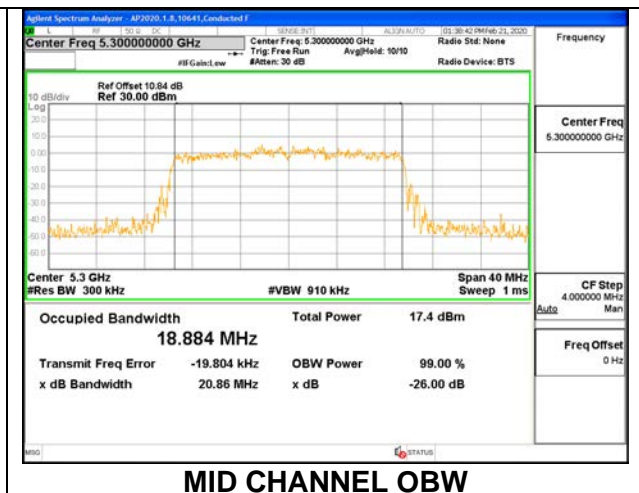 Agilent Spectrum Analyzer - AP2020.1,8,10641,Conducted F
L RF 50 Ω DC SENSE:INT ALIGN AUTO 01:38:42 PM Feb 21, 2020
Center Freq 5.300000000 GHz
Center Freq: 5.300000000 GHz
Radio Std: None
Trig: Free Run Avg|Hold: 10/10
#IFGain:Low #Atten: 30 dB Radio Device: BTS
Frequency
Ref Offset 10.84 dB
10 dB/div Ref 30.00 dBm
Log
20.0
10.0
0.00
-10.0
-20.0
-30.0
-40.0
-50.0
-60.0
Center 5.3 GHz Span 40 MHz
#Res BW 300 kHz #VBW 910 kHz Sweep 1 ms
Occupied Bandwidth Total Power 17.4 dBm
18.884 MHz
Transmit Freq Error -19.804 kHz OBW Power 99.00 %
x dB Bandwidth 20.86 MHz x dB -26.00 dB
Center Freq
5.300000000 GHz
CF Step
4.000000 MHz
Auto Man
Freq Offset
0 Hz
MSG STATUS
MID CHANNEL OBW